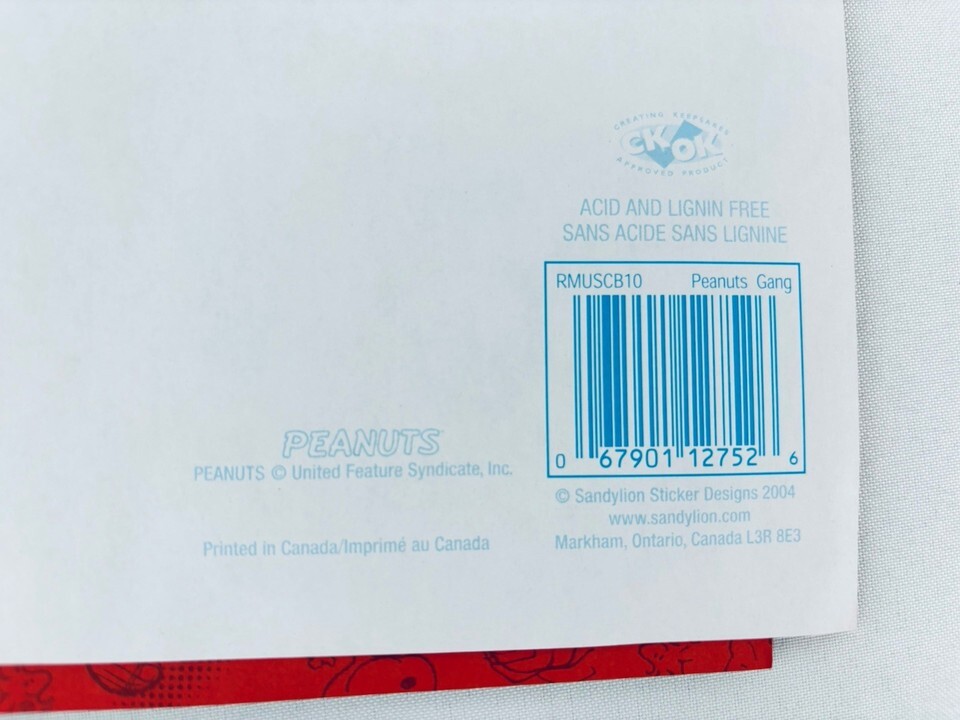 CREATING KEEPSAKES
CK OK
APPROVED PRODUCT
ACID AND LIGNIN FREE
SANS ACIDE SANS LIGNINE
RMUSCB10 Peanuts Gang
0 67901 12752 6
PEANUTS
PEANUTS © United Feature Syndicate, Inc.
© Sandylion Sticker Designs 2004
www.sandylion.com
Printed in Canada/Imprimé au Canada
Markham, Ontario, Canada L3R 8E3